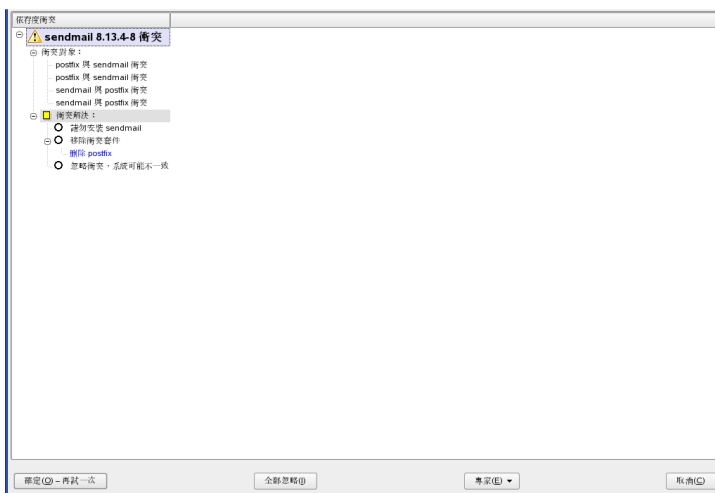 依存度衝突
sendmail 8.13.4-8 衝突
衝突對象：
postfix 與 sendmail 衝突
postfix 與 sendmail 衝突
sendmail 與 postfix 衝突
sendmail 與 postfix 衝突
衝突解決：
請勿安裝 sendmail
移除衝突套件
刪除 postfix
忽略衝突，系統可能不一致
確定(O) – 再試一次
全部忽略(I)
專家(E)
取消(C)